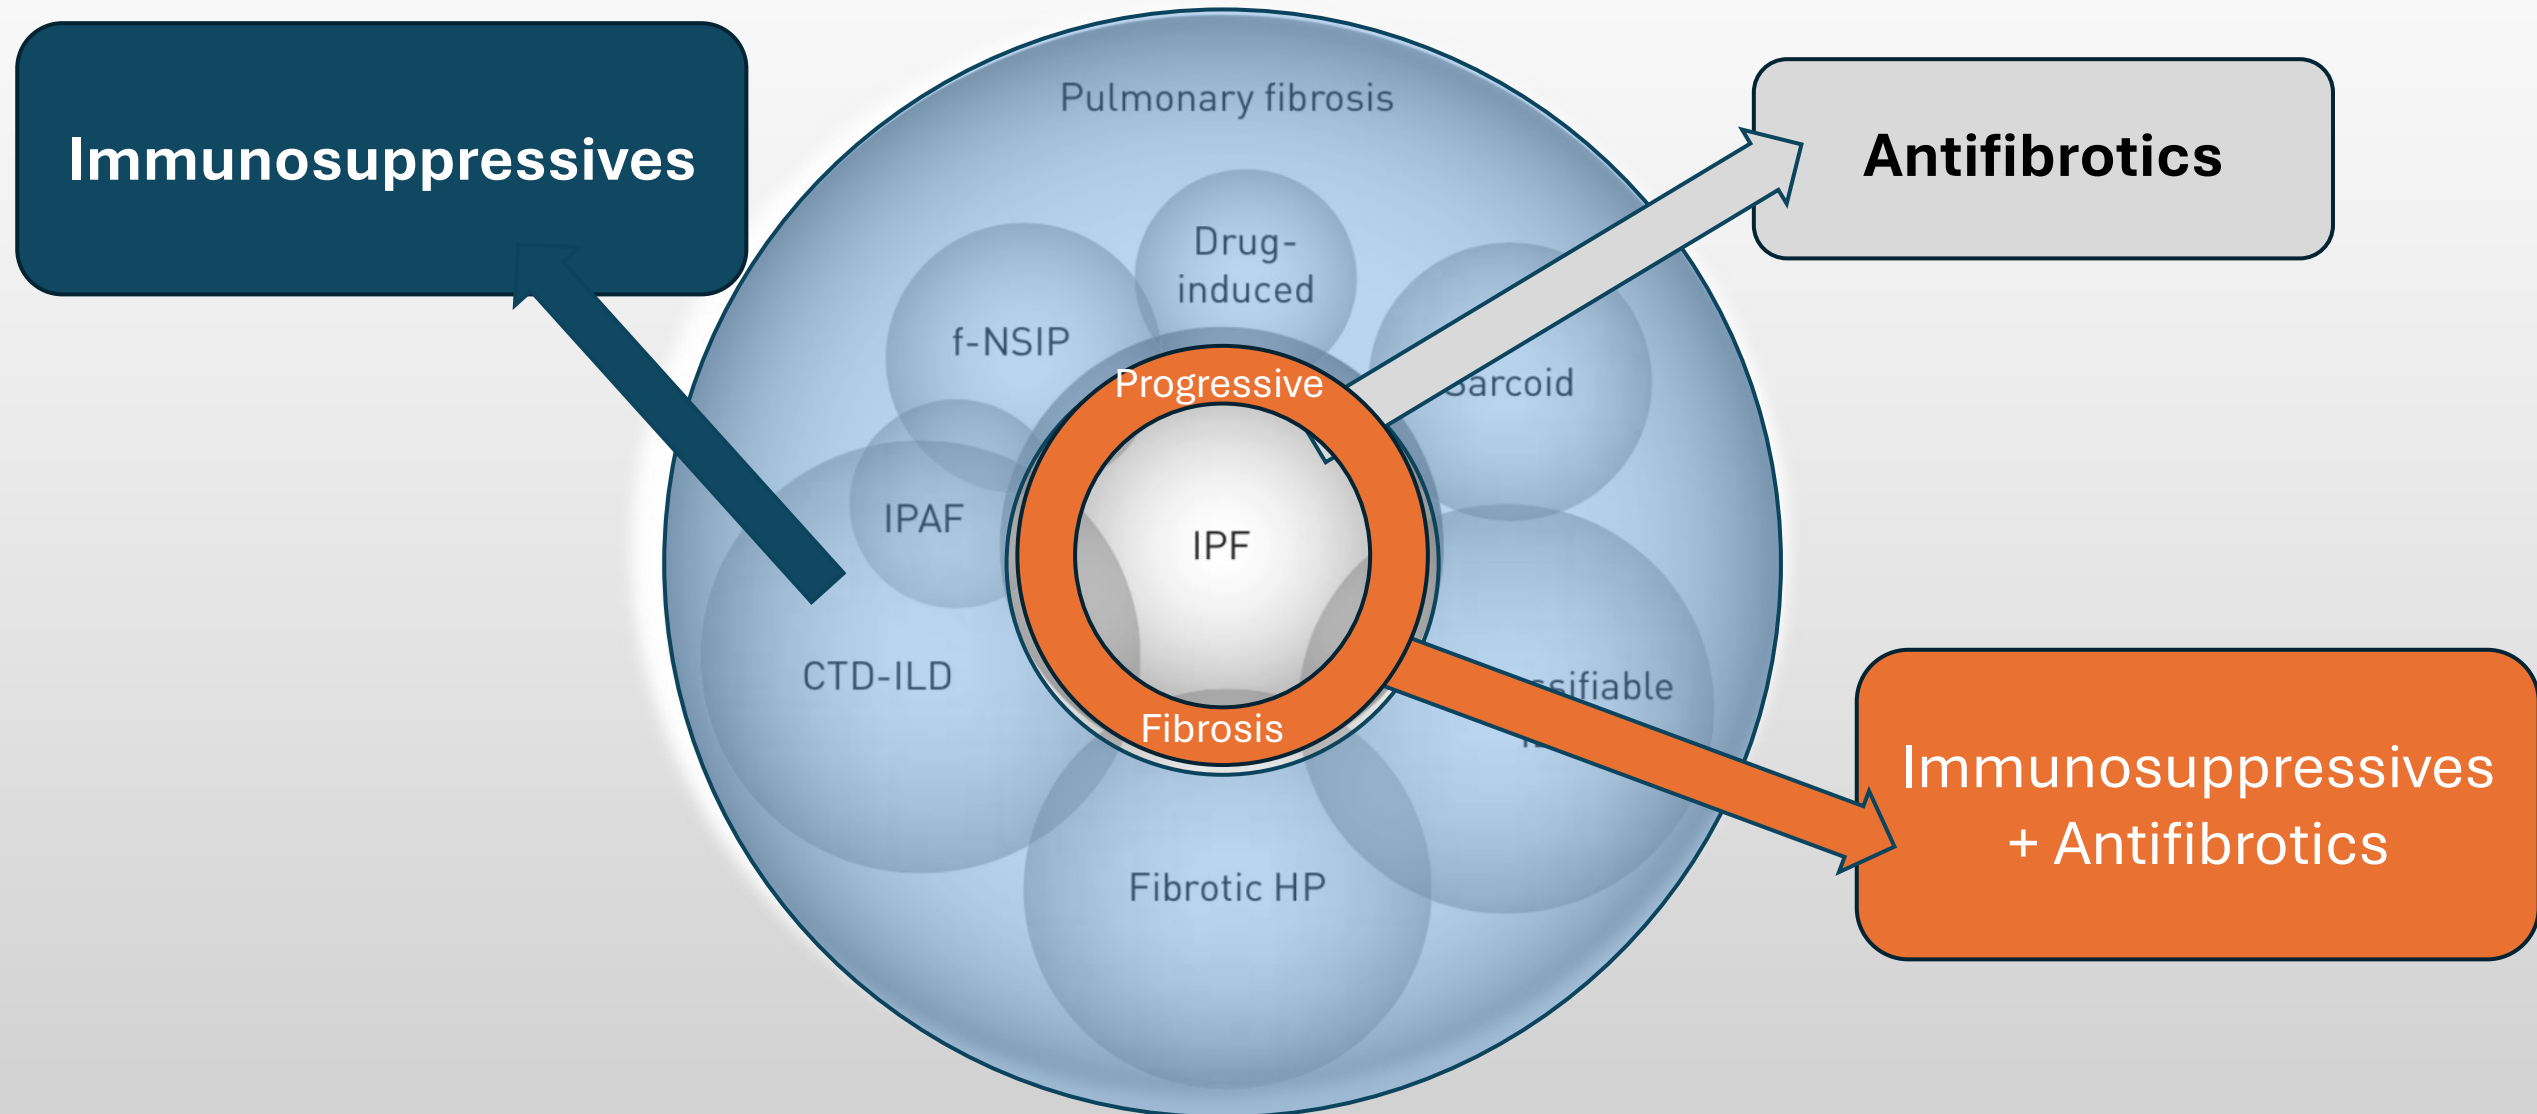 Immunosuppressives
Pulmonary fibrosis
Antifibrotics
Drug-
induced
f-NSIP
Progressive
IPAF
IPF
CTD-ILD
Fibrosis
Fibrotic HP
Immunosuppressives
+ Antifibrotics